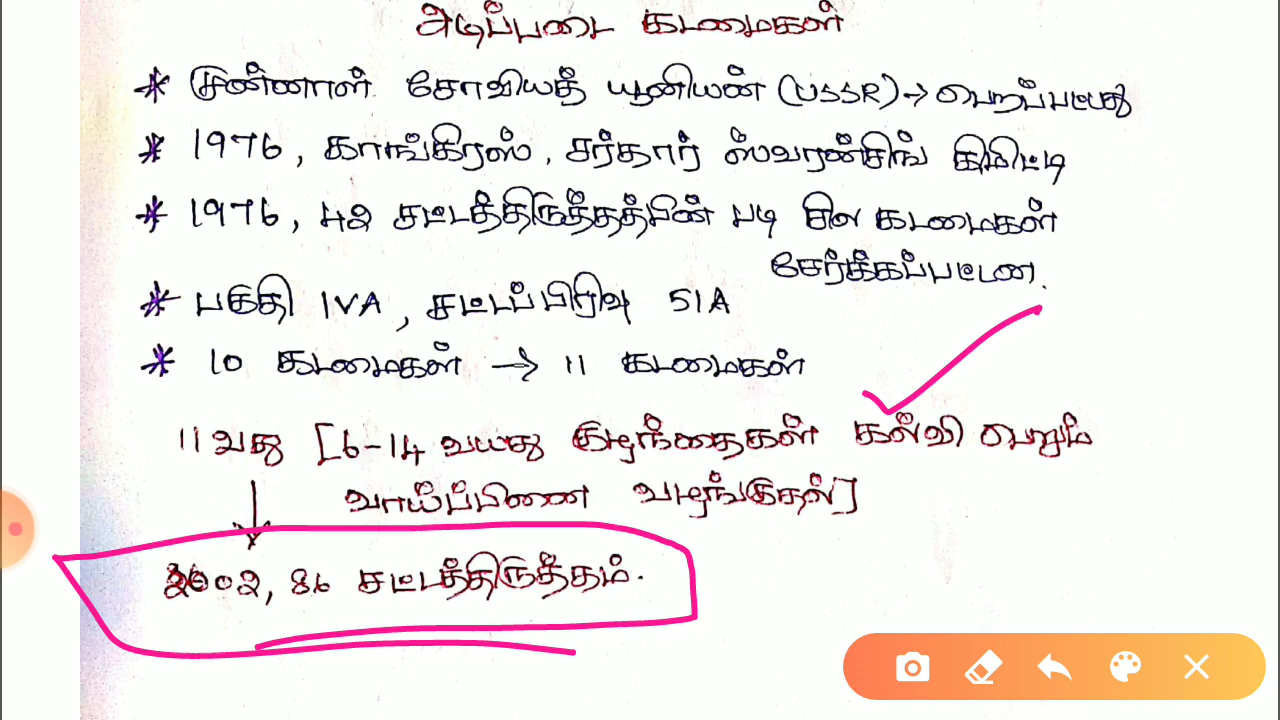 அடிப்படை கடமைகள்
* முன்னாள் சோவியத் யூனியன் (USSR) → பெறப்பட்டது
* 1976, காங்கிரஸ், சர்தார் ஸ்வரன்சிங் கமிட்டி
* 1976, 42 சட்டத்திருத்தத்தின் படி சில கடமைகள்
சேர்க்கப்பட்டன.
* பகுதி IVA, சட்டப்பிரிவு 51A
* 10 கடமைகள் → 11 கடமைகள்
11 வது [6-14 வயது குழந்தைகள் கல்வி பெறும்
வாய்ப்பினை வழங்குதல்]
2002, 86 சட்டத்திருத்தம்.